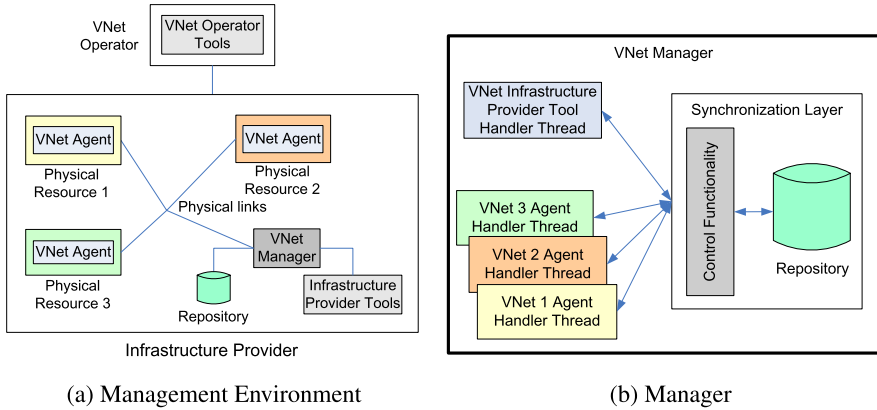 VNet
Operator
VNet Operator
Tools
VNet Agent
Physical
Resource 1
VNet Agent
Physical
Resource 2
Physical links
VNet Agent
Physical
Resource 3
VNet
Manager
Repository
Infrastructure
Provider Tools
Infrastructure Provider
(a) Management Environment
VNet Manager
VNet Infrastructure
Provider Tool
Handler Thread
VNet 3 Agent
Handler Thread
VNet 2 Agent
Handler Thread
VNet 1 Agent
Handler Thread
Synchronization Layer
Control Functionality
Repository
(b) Manager